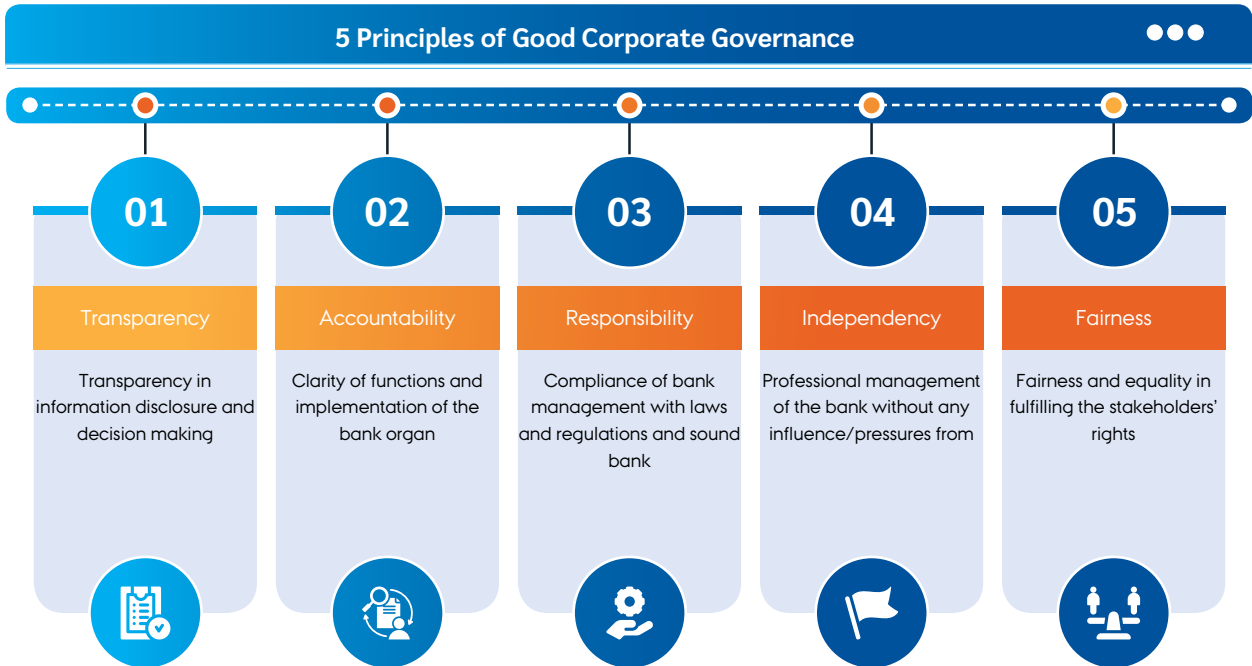 5 Principles of Good Corporate Governance
01
02
03
04
05
Transparency
Accountability
Responsibility
Independency
Fairness
Transparency in
information disclosure and
decision making
Clarity of functions and
implementation of the
bank organ
Compliance of bank
management with laws
and regulations and sound
bank
Professional management
of the bank without any
influence/pressures from
Fairness and equality in
fulfilling the stakeholders’
rights